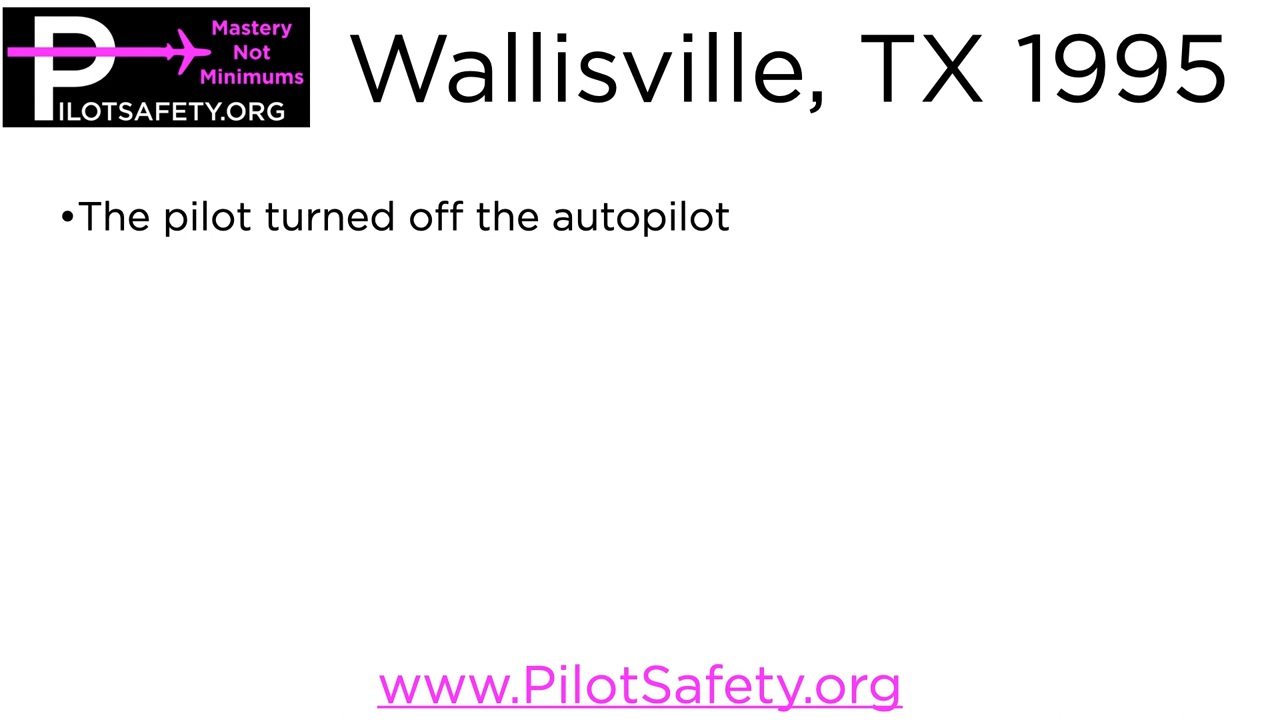 Mastery
Not
Minimums
PILOTSAFETY.ORG
Wallisville, TX 1995
•The pilot turned off the autopilot
www.PilotSafety.org